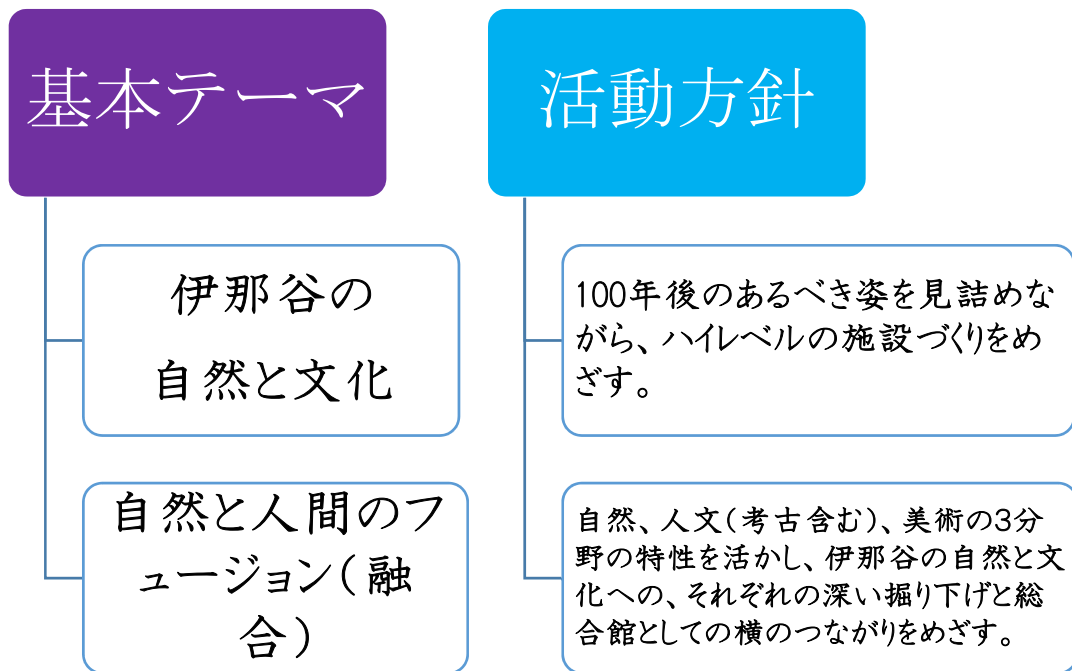 基本テーマ
伊那谷の
自然と文化
自然と人間のフ
ュージョン(融
合)
活動方針
100年後のあるべき姿を見詰めな
がら、ハイレベルの施設づくりをめ
ざす。
自然、人文(考古含む)、美術の3分
野の特性を活かし、伊那谷の自然と文
化への、それぞれの深い掘り下げと総
合館としての横のつながりをめざす。